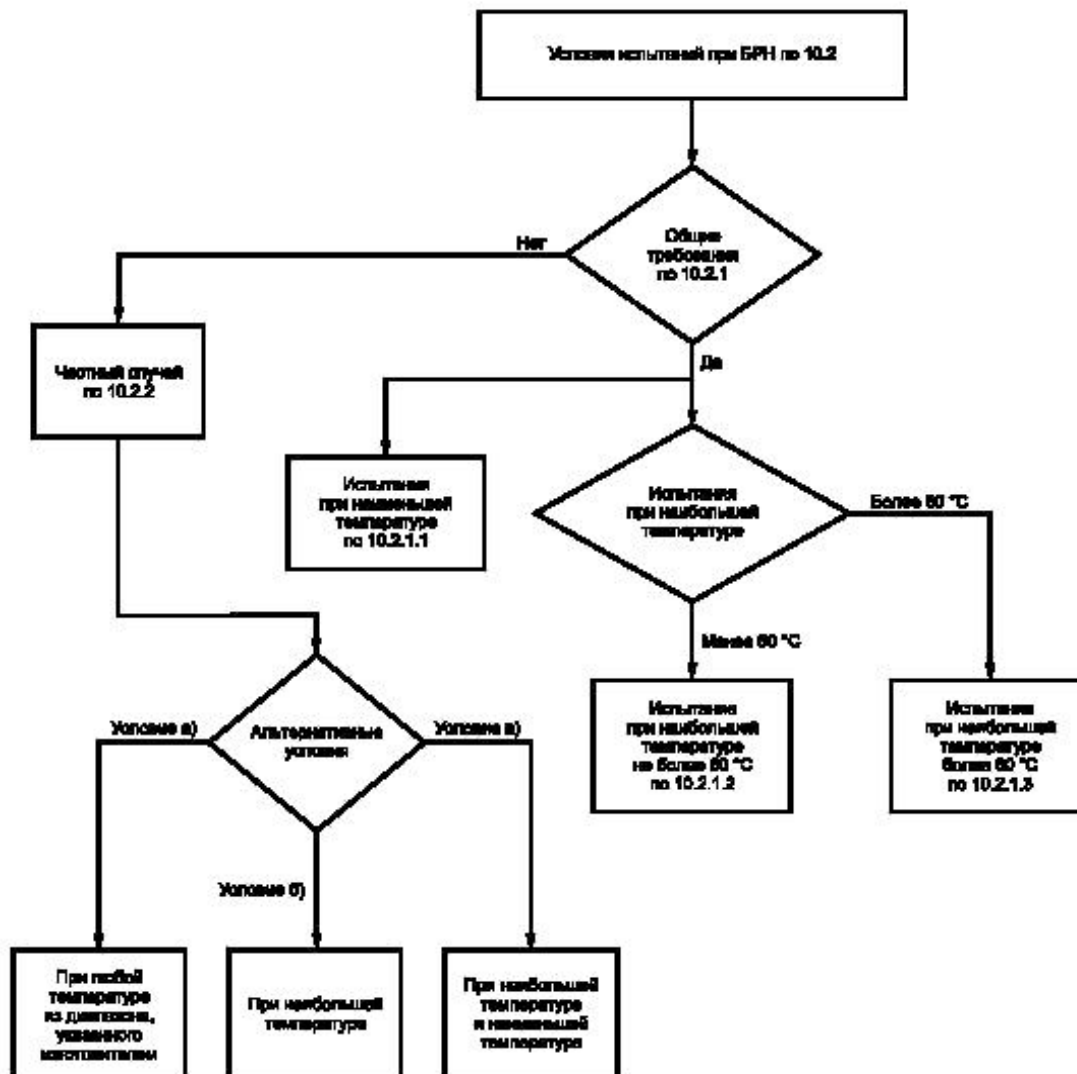 Условия испытаний при БРН по 10.2
Общие
требования
по 10.2.1
Нет
Да
Частный случай
по 10.2.2
Испытания
при наименьшей
температуре
по 10.2.1.1
Испытания
при наибольшей
температуре
Более 60 °C
Менее 60 °C
Испытания
при наибольшей
температуре
не более 60 °C
по 10.2.1.2
Испытания
при наибольшей
температуре
более 60 °C
по 10.2.1.3
Альтернативные
условия
Условие а)
Условие
Условие б)
При любой
температуре
из диапазона,
указанного
изготовителем
При наибольшей
температуре
При наибольшей
температуре
и наименьшей
температуре